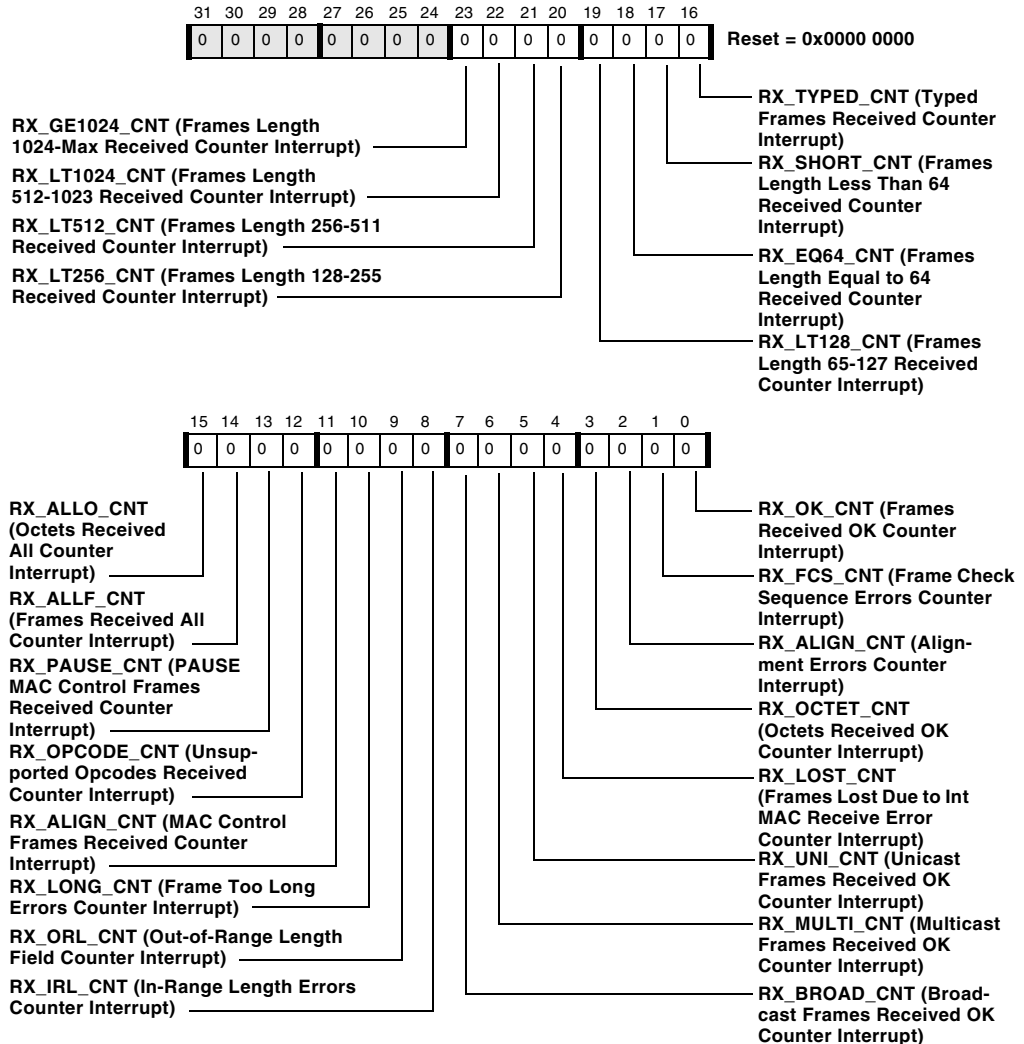 31 30 29 28 27 26 25 24 23 22 21 20 19 18 17 16
0 0 0 0 0 0 0 0 0 0 0 0 0 0 0 0 Reset = 0x0000 0000
RX_GE1024_CNT (Frames Length
1024-Max Received Counter Interrupt)
RX_LT1024_CNT (Frames Length
512-1023 Received Counter Interrupt)
RX_LT512_CNT (Frames Length 256-511
Received Counter Interrupt)
RX_LT256_CNT (Frames Length 128-255
Received Counter Interrupt)
RX_TYPED_CNT (Typed
Frames Received Counter
Interrupt)
RX_SHORT_CNT (Frames
Length Less Than 64
Received Counter
Interrupt)
RX_EQ64_CNT (Frames
Length Equal to 64
Received Counter
Interrupt)
RX_LT128_CNT (Frames
Length 65-127 Received
Counter Interrupt)
15 14 13 12 11 10 9 8 7 6 5 4 3 2 1 0
0 0 0 0 0 0 0 0 0 0 0 0 0 0 0 0
RX_ALLO_CNT
(Octets Received
All Counter
Interrupt)
RX_ALLF_CNT
(Frames Received All
Counter Interrupt)
RX_PAUSE_CNT (PAUSE
MAC Control Frames
Received Counter
Interrupt)
RX_OPCODE_CNT (Unsup-
ported Opcodes Received
Counter Interrupt)
RX_ALIGN_CNT (MAC Control
Frames Received Counter
Interrupt)
RX_LONG_CNT (Frame Too Long
Errors Counter Interrupt)
RX_ORL_CNT (Out-of-Range Length
Field Counter Interrupt)
RX_IRL_CNT (In-Range Length Errors
Counter Interrupt)
RX_OK_CNT (Frames
Received OK Counter
Interrupt)
RX_FCS_CNT (Frame Check
Sequence Errors Counter
Interrupt)
RX_ALIGN_CNT (Align-
ment Errors Counter
Interrupt)
RX_OCTET_CNT
(Octets Received OK
Counter Interrupt)
RX_LOST_CNT
(Frames Lost Due to Int
MAC Receive Error
Counter Interrupt)
RX_UNI_CNT (Unicast
Frames Received OK
Counter Interrupt)
RX_MULTI_CNT (Multicast
Frames Received OK
Counter Interrupt)
RX_BROAD_CNT (Broad-
cast Frames Received OK
Counter Interrupt)